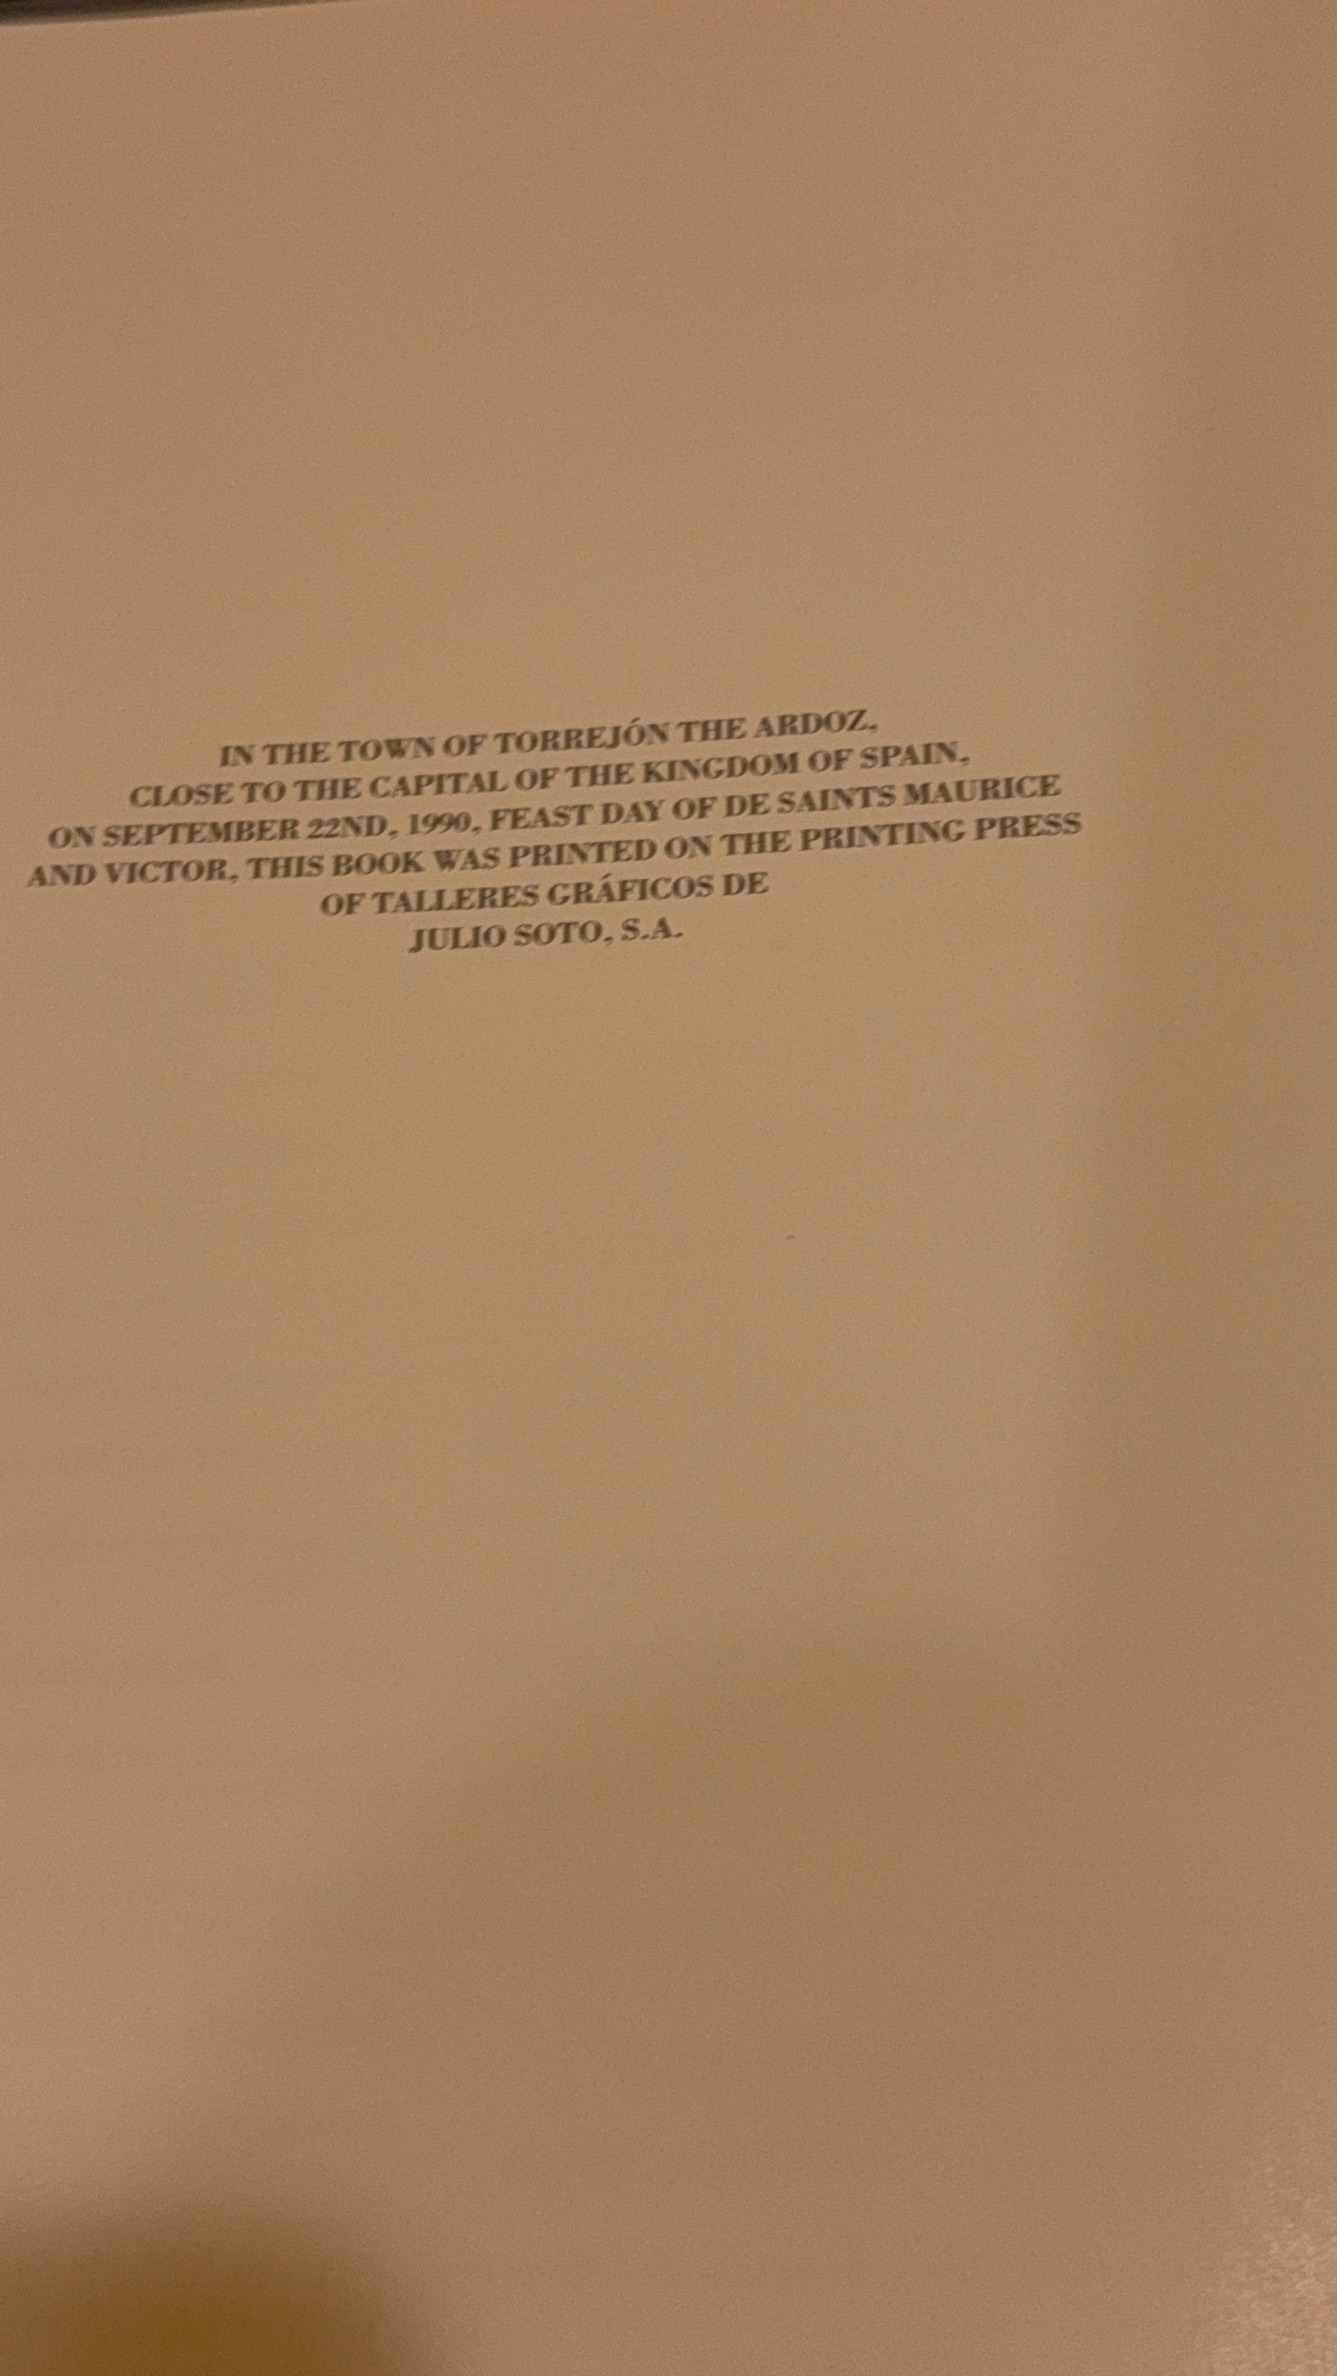 IN THE TOWN OF TORREJÓN THE ARDOZ,
CLOSE TO THE CAPITAL OF THE KINGDOM OF SPAIN,
ON SEPTEMBER 22ND, 1990, FEAST DAY OF DE SAINTS MAURICE
AND VICTOR, THIS BOOK WAS PRINTED ON THE PRINTING PRESS
OF TALLERES GRÁFICOS DE
JULIO SOTO, S.A.